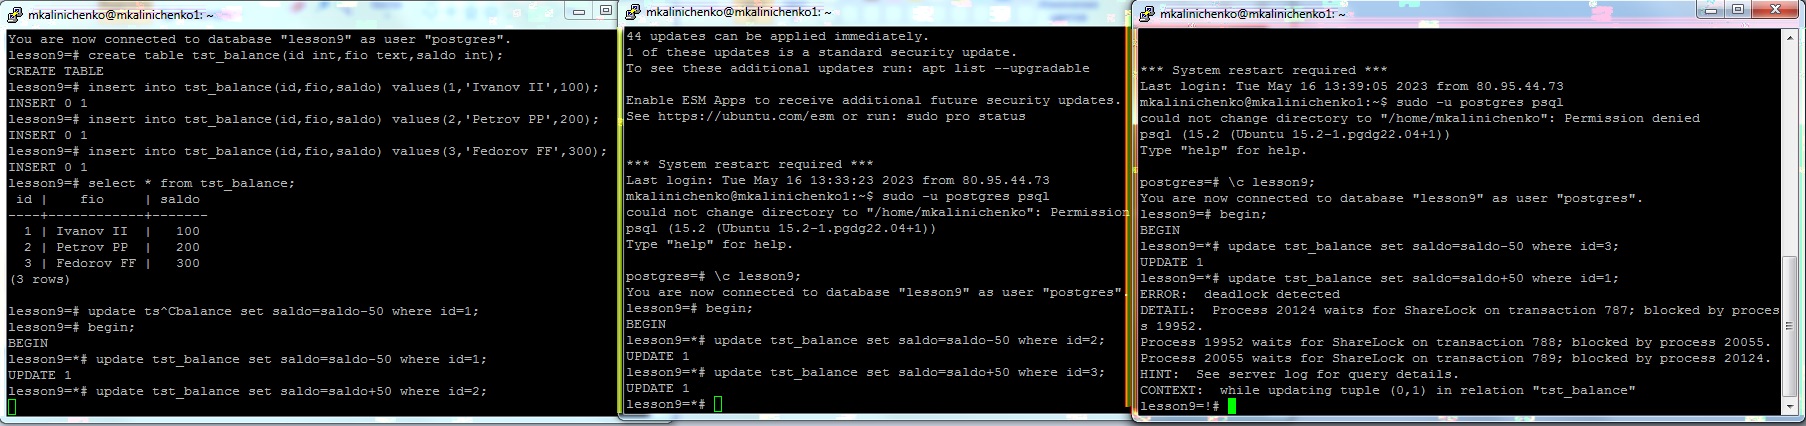 mkalinichenko@mkalinichenko1: ~
You are now connected to database "lesson9" as user "postgres".
lesson9=# create table tst_balance(id int,fio text,saldo int);
CREATE TABLE
lesson9=# insert into tst_balance(id,fio,saldo) values(1,'Ivanov II',100);
INSERT 0 1
lesson9=# insert into tst_balance(id,fio,saldo) values(2,'Petrov PP',200);
INSERT 0 1
lesson9=# insert into tst_balance(id,fio,saldo) values(3,'Fedorov FF',300);
INSERT 0 1
lesson9=# select * from tst_balance;
 id |    fio     | saldo
----+------------+-------
  1 | Ivanov II  |   100
  2 | Petrov PP  |   200
  3 | Fedorov FF |   300
(3 rows)
lesson9=# update ts^Cbalance set saldo=saldo-50 where id=1;
lesson9=# begin;
BEGIN
lesson9=*# update tst_balance set saldo=saldo-50 where id=1;
UPDATE 1
lesson9=*# update tst_balance set saldo=saldo+50 where id=2;
mkalinichenko@mkalinichenko1: ~
44 updates can be applied immediately.
1 of these updates is a standard security update.
To see these additional updates run: apt list --upgradable
Enable ESM Apps to receive additional future security updates.
See https://ubuntu.com/esm or run: sudo pro status
*** System restart required ***
Last login: Tue May 16 13:33:23 2023 from 80.95.44.73
mkalinichenko@mkalinichenko1:~$ sudo -u postgres psql
could not change directory to "/home/mkalinichenko": Permission
psql (15.2 (Ubuntu 15.2-1.pgdg22.04+1))
Type "help" for help.
postgres=# \c lesson9;
You are now connected to database "lesson9" as user "postgres".
lesson9=# begin;
BEGIN
lesson9=*# update tst_balance set saldo=saldo-50 where id=2;
UPDATE 1
lesson9=*# update tst_balance set saldo=saldo+50 where id=3;
UPDATE 1
lesson9=*#
mkalinichenko@mkalinichenko1: ~
*** System restart required ***
Last login: Tue May 16 13:39:05 2023 from 80.95.44.73
mkalinichenko@mkalinichenko1:~$ sudo -u postgres psql
could not change directory to "/home/mkalinichenko": Permission denied
psql (15.2 (Ubuntu 15.2-1.pgdg22.04+1))
Type "help" for help.
postgres=# \c lesson9;
You are now connected to database "lesson9" as user "postgres".
lesson9=# begin;
BEGIN
lesson9=*# update tst_balance set saldo=saldo-50 where id=3;
UPDATE 1
lesson9=*# update tst_balance set saldo=saldo+50 where id=1;
ERROR:  deadlock detected
DETAIL:  Process 20124 waits for ShareLock on transaction 787; blocked by proces
s 19952.
Process 19952 waits for ShareLock on transaction 788; blocked by process 20055.
Process 20055 waits for ShareLock on transaction 789; blocked by process 20124.
HINT:  See server log for query details.
CONTEXT:  while updating tuple (0,1) in relation "tst_balance"
lesson9=!#